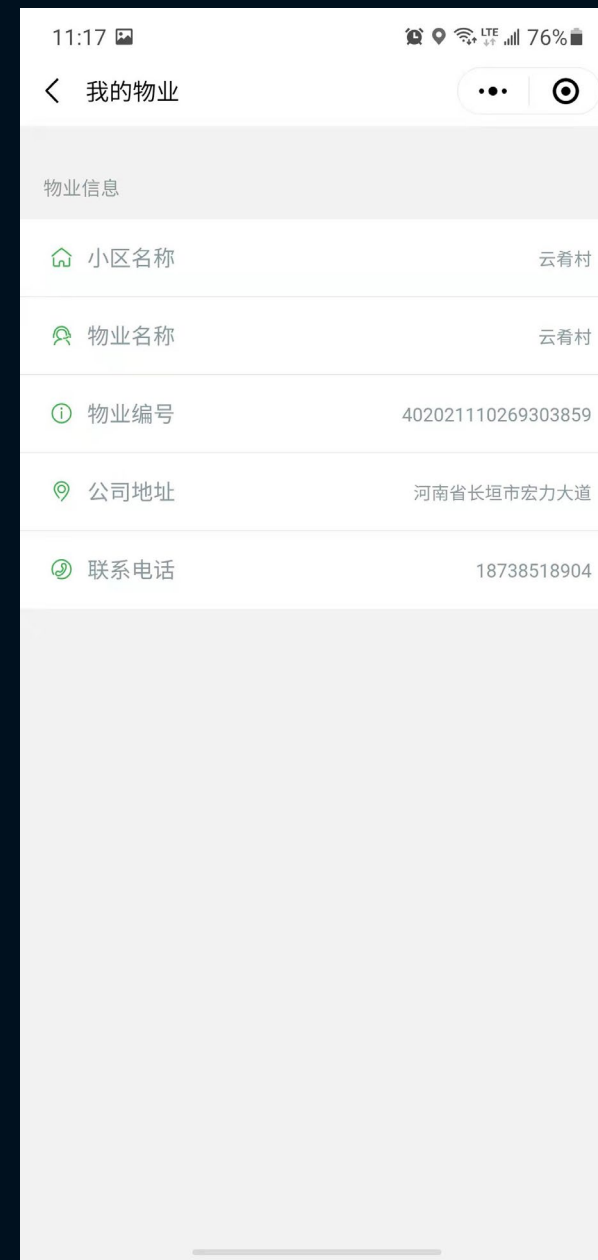 11:17 LTE 76%
我的物业
物业信息
小区名称 云肴村
物业名称 云肴村
物业编号 402021110269303859
公司地址 河南省长垣市宏力大道
联系电话 18738518904